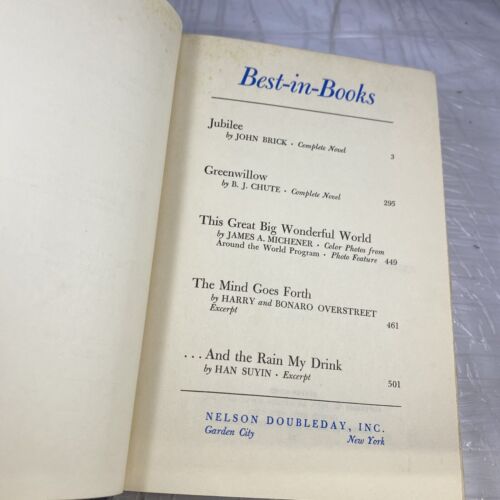 Best-in-Books
Jubilee
by JOHN BRICK · Complete Novel 3
Greenwillow
by B. J. CHUTE · Complete Novel 295
This Great Big Wonderful World
by JAMES A. MICHENER · Color Photos from
Around the World Program · Photo Feature 449
The Mind Goes Forth
by HARRY and BONARO OVERSTREET
Excerpt 461
...And the Rain My Drink
by HAN SUYIN · Excerpt 501
NELSON DOUBLEDAY, INC.
Garden City New York